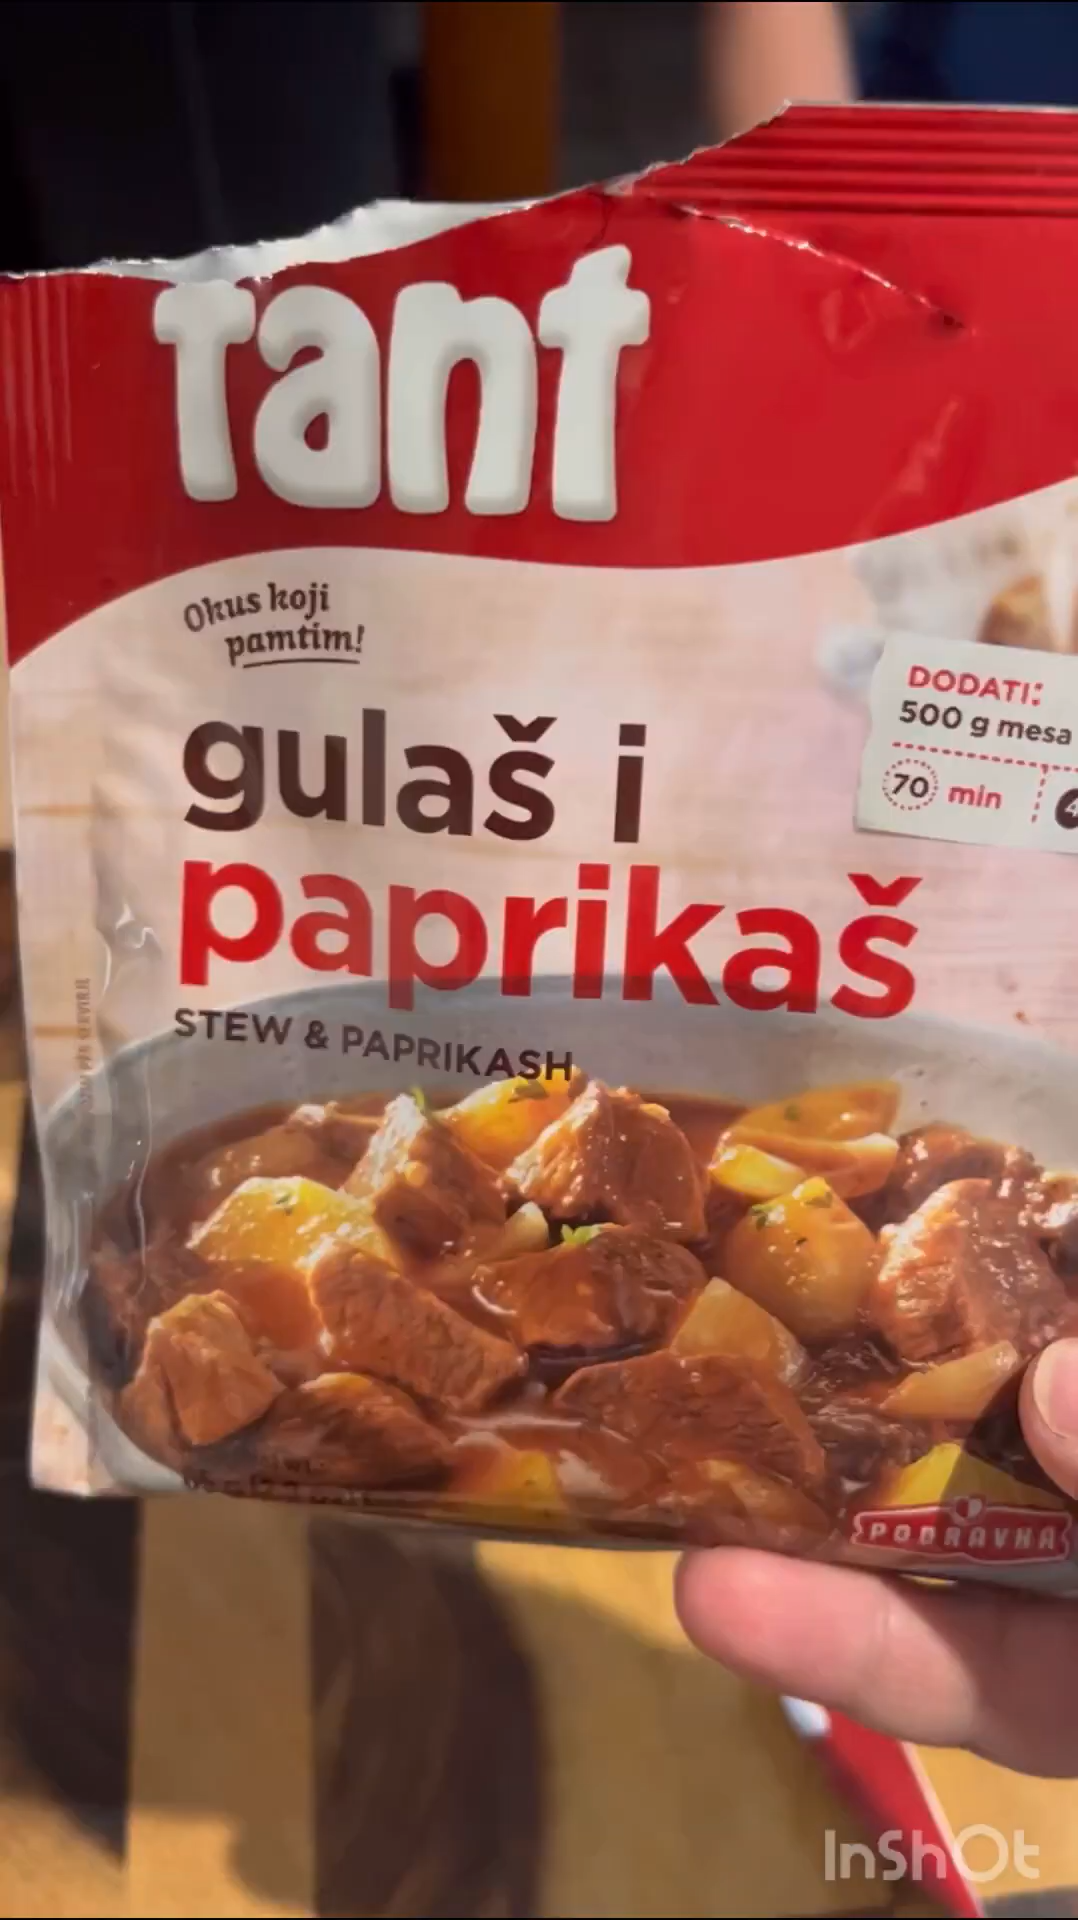 fant
Okus koji
pamtim!
DODATI:
500 g mesa
70 min
gulaš i
paprikaš
STEW & PAPRIKASH
PODRAVKA
InShOt